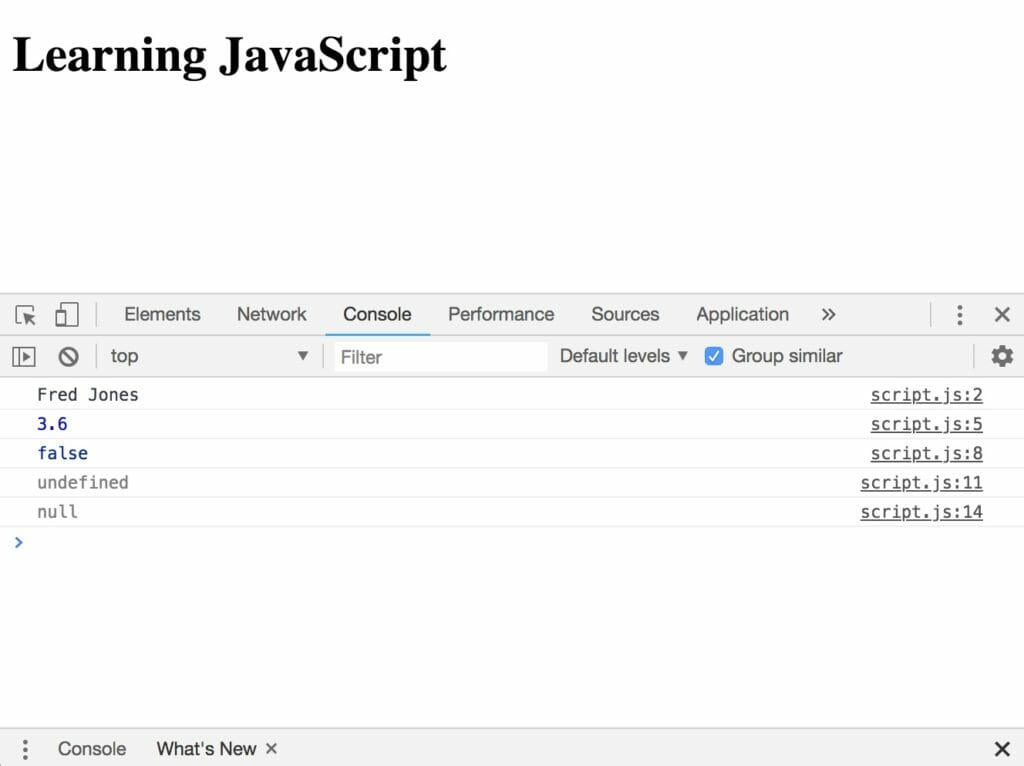 Learning JavaScript
Elements Network Console Performance Sources Application
top Filter Default levels Group similar
Fred Jones script.js:2
3.6 script.js:5
false script.js:8
undefined script.js:11
null script.js:14
Console What's New